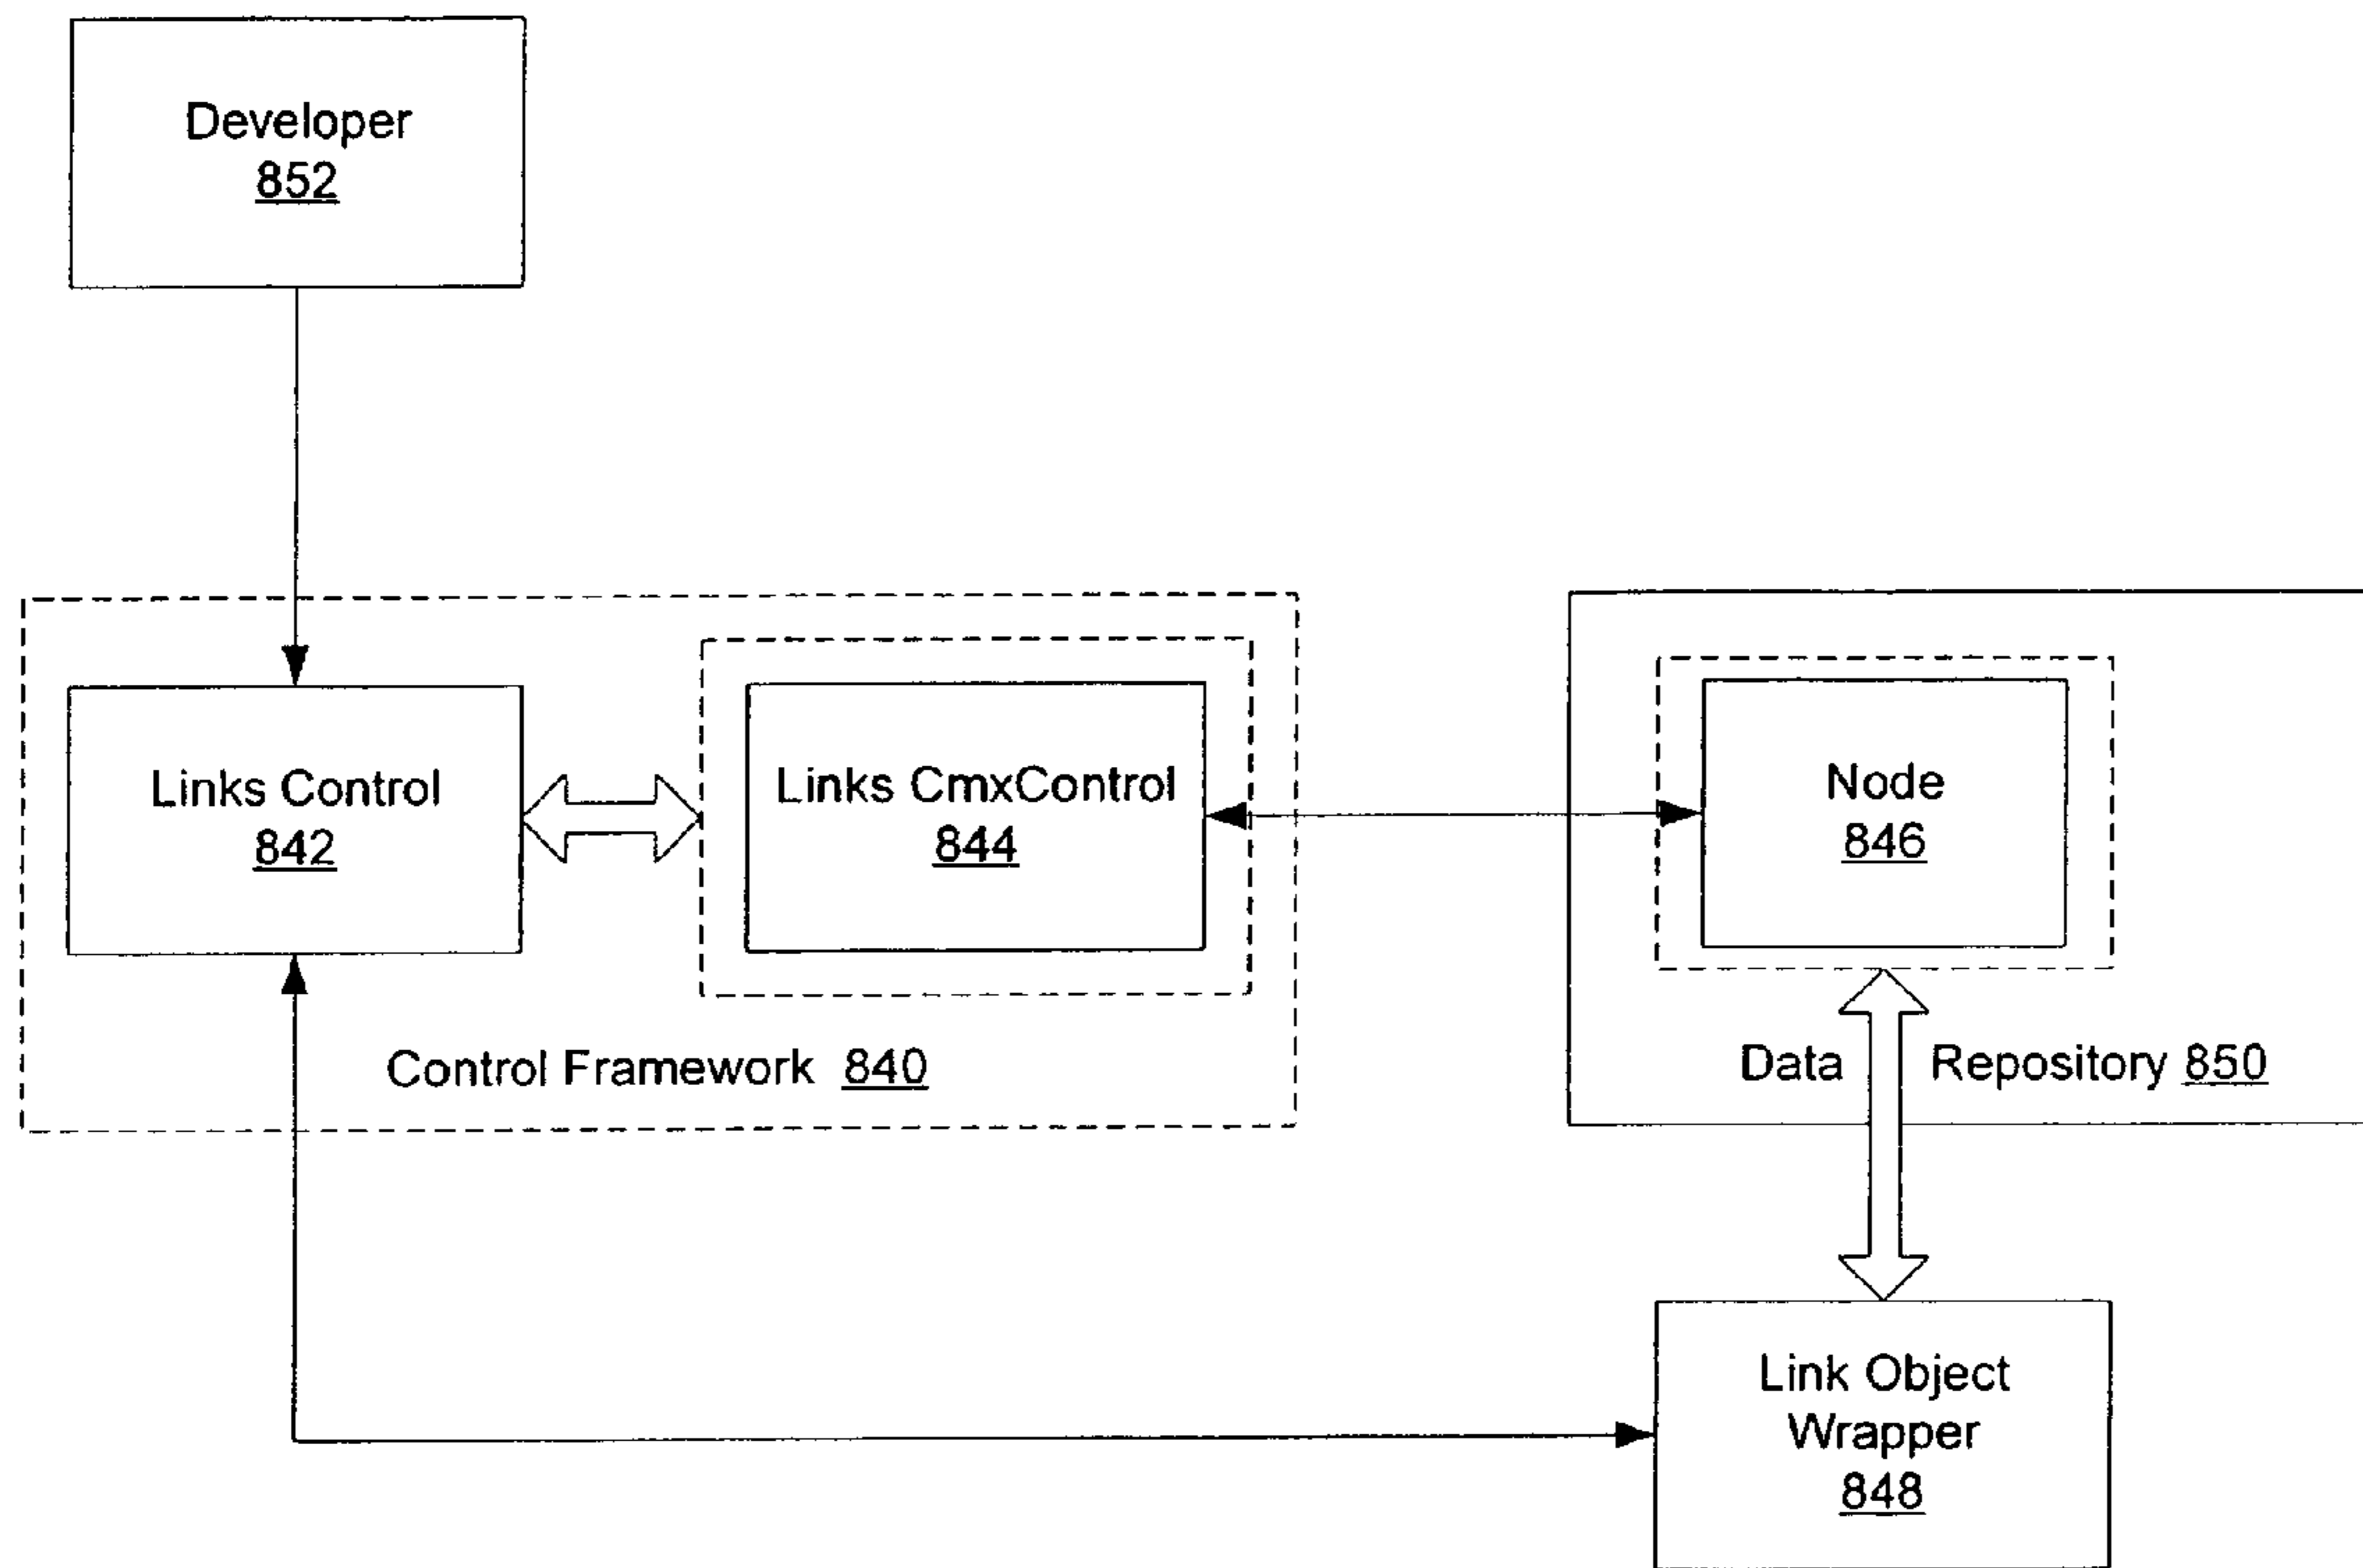 Developer
852
Links Control
842
Links CmxControl
844
Node
846
Control Framework 840
Data Repository 850
Link Object
Wrapper
848